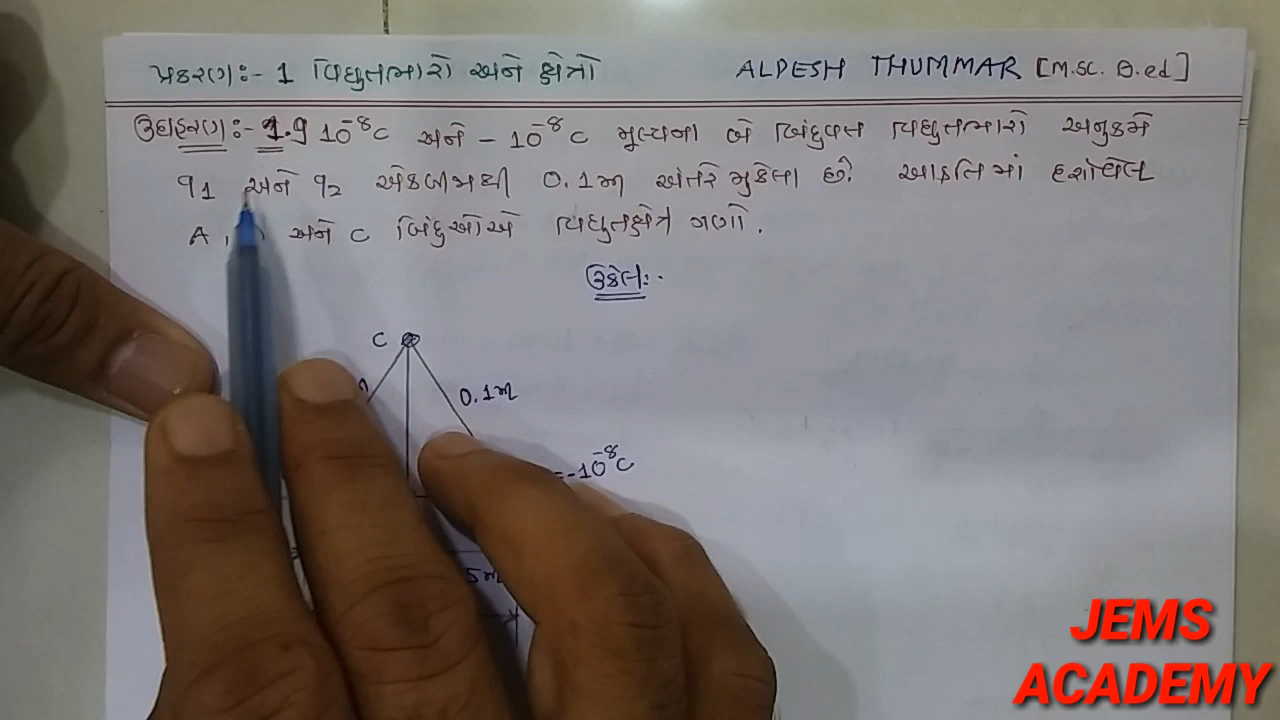 પ્રકરણ:- 1 વિદ્યુતભારો અને ક્ષેત્રો
ALPESH THUMMAR [M.SC. B.ed]
ઉદાહરણ:- 1.9 10⁻⁸C અને - 10⁻⁸C મૂલ્યના બે બિંદુવત વિદ્યુતભારો અનુક્રમે
q1 અને q2 એકબીજાથી 0.1m અંતરે મુકેલા છે. આકૃતિમાં દર્શાવેલ
A, અને C બિંદુઓએ વિદ્યુતક્ષેત્ર ગણો.
ઉકેલ:-
C
0.1m
= -10⁻⁸C
5m
JEMS
ACADEMY